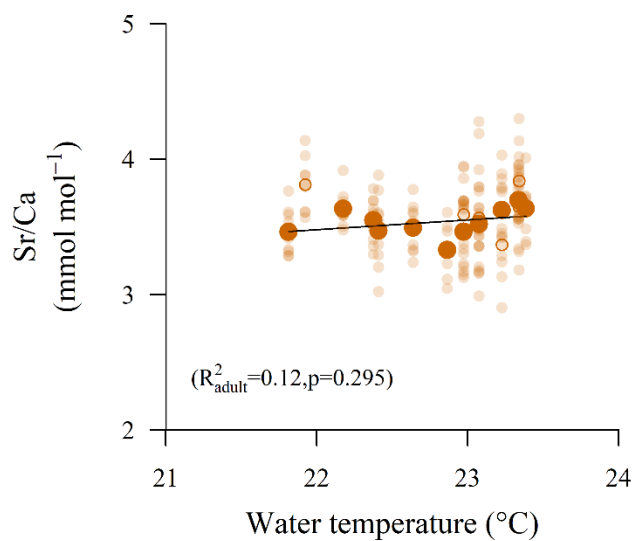 5
4
3
2
Sr/Ca
(mmol mol⁻¹)
(R²adult=0.12,p=0.295)
21 22 23 24
Water temperature (°C)